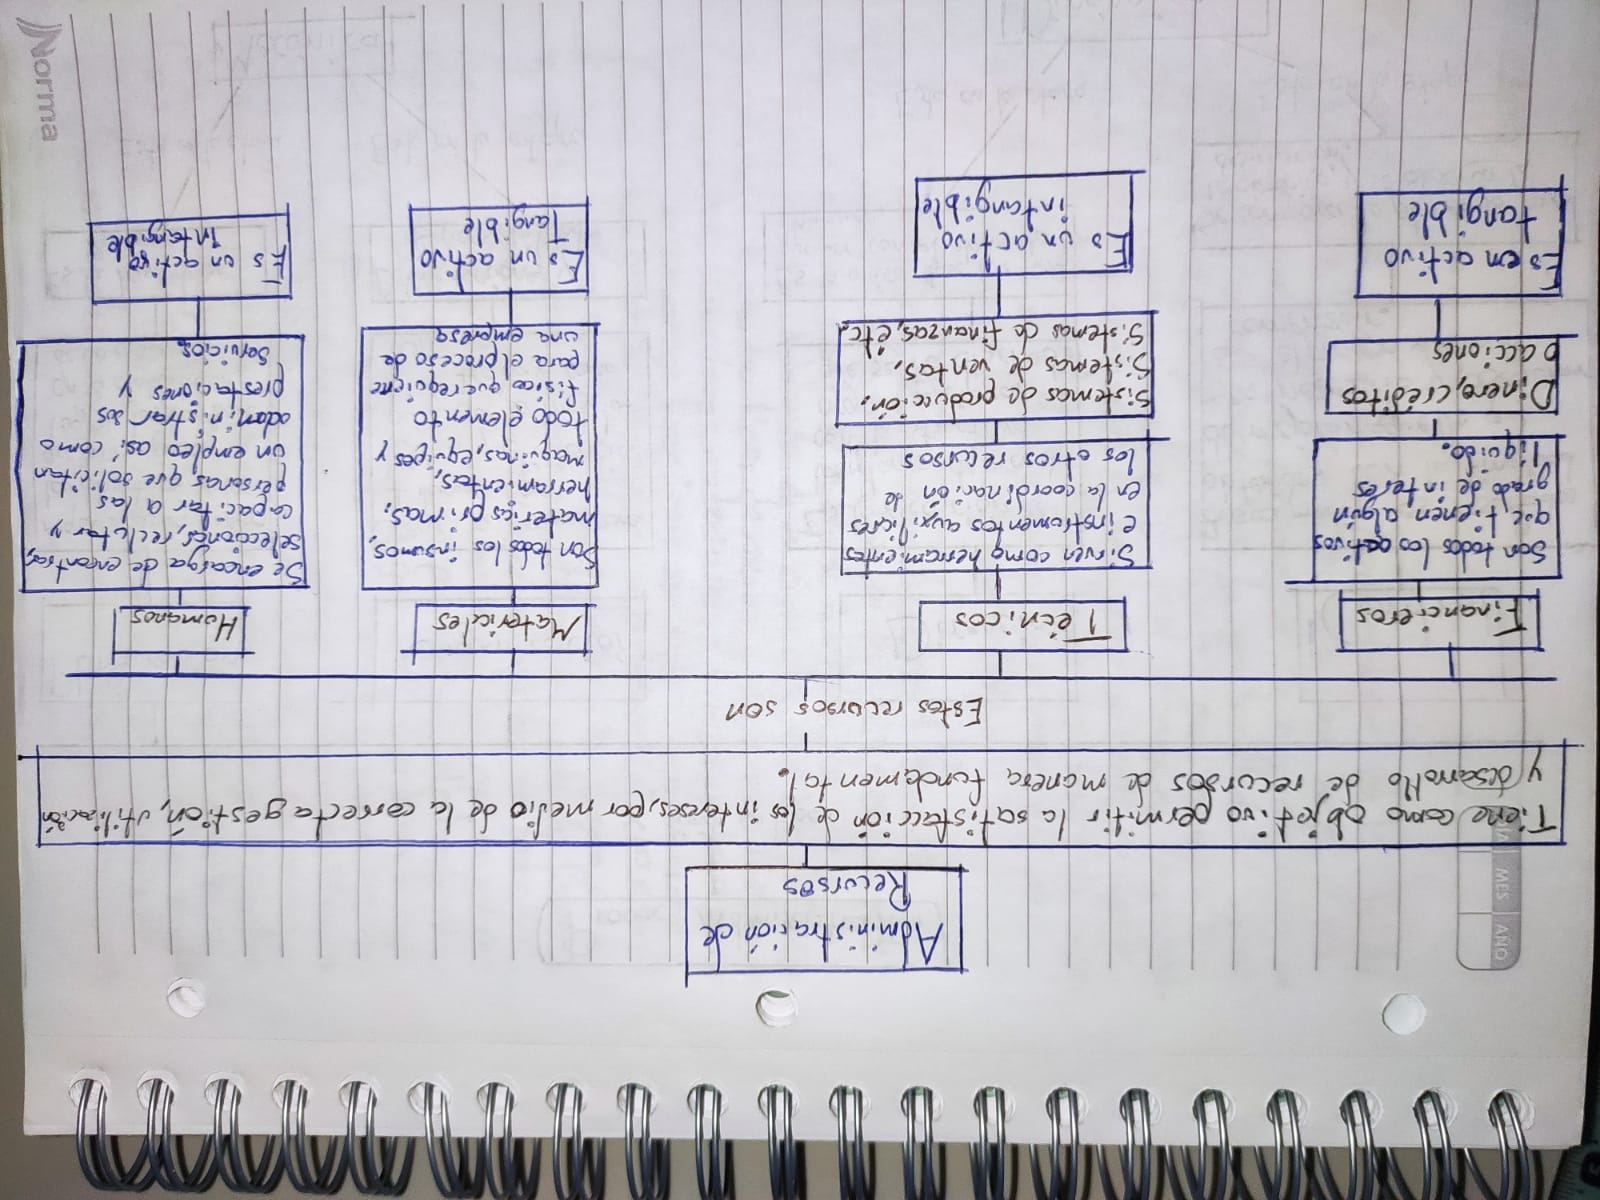 Administración de
Recursos
Tiene como objetivo permitir la satisfacción de los intereses, por medio de la correcta gestión, utilización
y desarrollo de recursos de manera fundamental.
Estos recursos son
Financieros
Son todos los activos
que tienen algún
grado de interes
líquido.
Dinero, créditos
o acciones
Es em activo
tangible
Técnicos
Sirven como herramientas
e instrumentos auxiliares
en la coordinación de
los otros recursos
Sistemas de producción,
Sistemas de ventas,
Sistemas de finanzas, etc.
Es un activo
intangible
Materiales
Son todos los insumos,
materias primas,
herramientas,
maquinas, equipos y
todo elemento
físico que requiere
para el proceso de
una empresa
Es un activo
Tangible
Humanos
Se encarga de encontrar,
seleccionar, reclutar y
capacitar a las
personas que solicitan
un empleo así como
administrar sus
prestaciones y
Servicios.
Es un activo
Intangible
MES
ANO
Norma